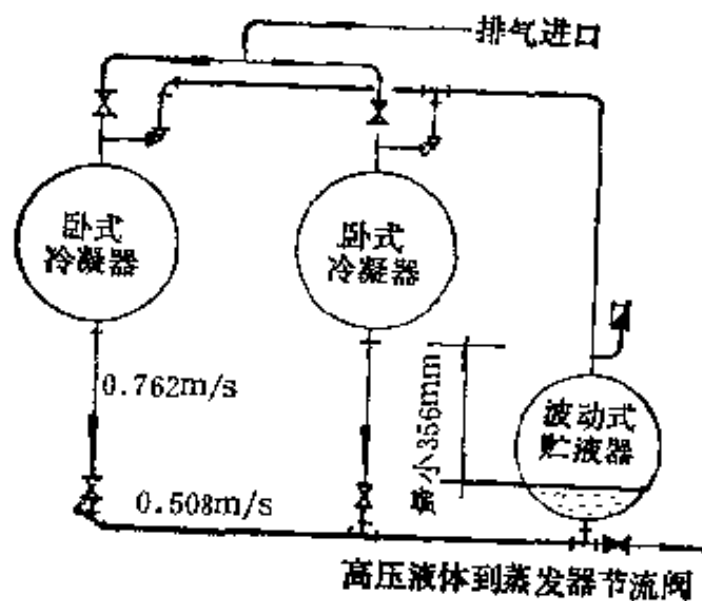 排气进口
卧式
冷凝器
卧式
冷凝器
0.762m/s
小356mm
波动式
贮液器
0.508m/s
高压液体到蒸发器节流阀